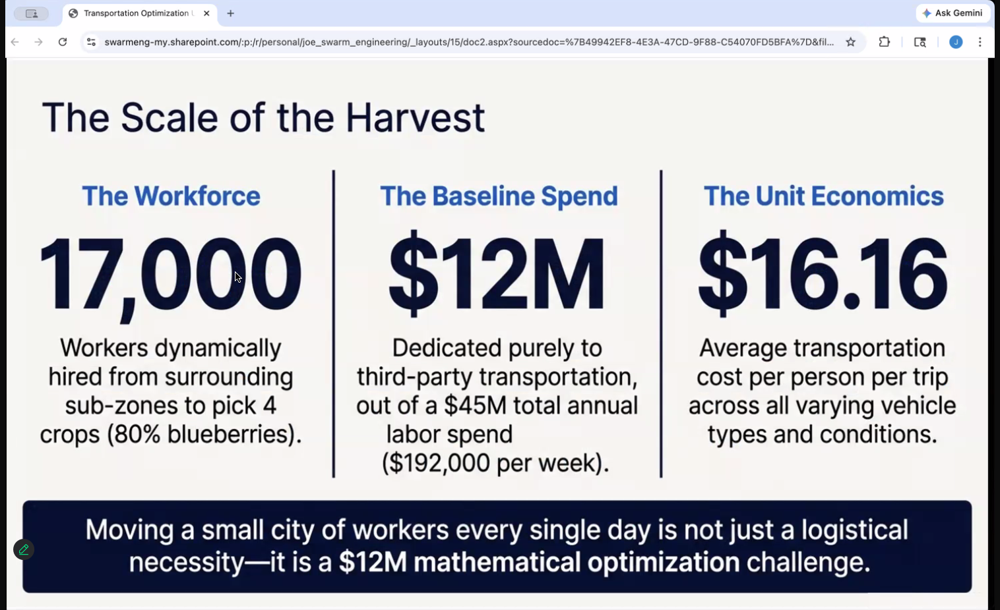 Transportation Optimization
Ask Gemini
swarmeng-my.sharepoint.com/:p:/r/personal/joe_swarm_engineering/_layouts/15/doc2.aspx?sourcedoc=%7B49942EF8-4E3A-47CD-9F88-C54070FD5BFA%7D&fil...
J
The Scale of the Harvest
The Workforce
17,000
Workers dynamically
hired from surrounding
sub-zones to pick 4
crops (80% blueberries).
The Baseline Spend
$12M
Dedicated purely to
third-party transportation,
out of a $45M total annual
labor spend
($192,000 per week).
The Unit Economics
$16.16
Average transportation
cost per person per trip
across all varying vehicle
types and conditions.
Moving a small city of workers every single day is not just a logistical
necessity—it is a $12M mathematical optimization challenge.